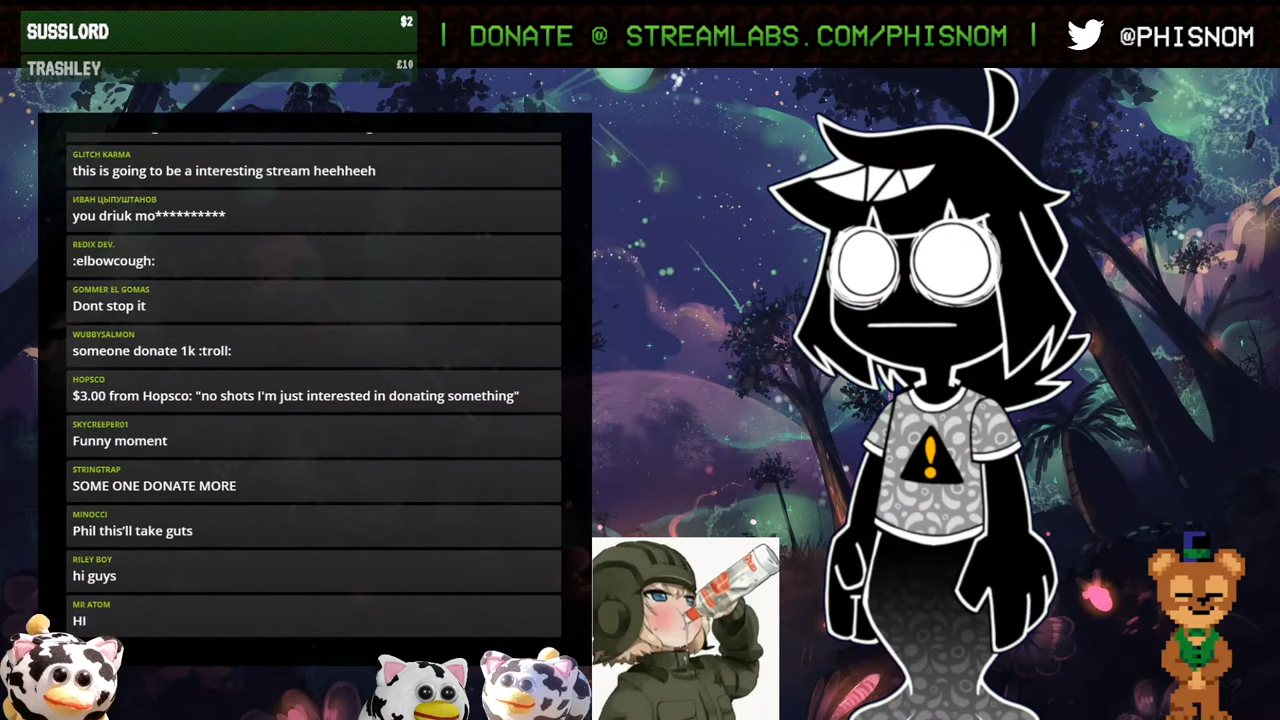 SUSSLORD
$2
TRASHLEY
£10
| DONATE @ STREAMLABS.COM/PHISNOM |
@PHISNOM
GLITCH KARMA
this is going to be a interesting stream heehheeh
ИВАН ЦЫПУШТАНОВ
you driuk mo**********
REDIX DEV.
:elbowcough:
GOMMER EL GOMAS
Dont stop it
WUBBYSALMON
someone donate 1k :troll:
HOPSCO
$3.00 from Hopsco: "no shots I'm just interested in donating something"
SKYCREEPER01
Funny moment
STRINGTRAP
SOME ONE DONATE MORE
MINOCCI
Phil this'll take guts
RILEY BOY
hi guys
MR ATOM
HI
!